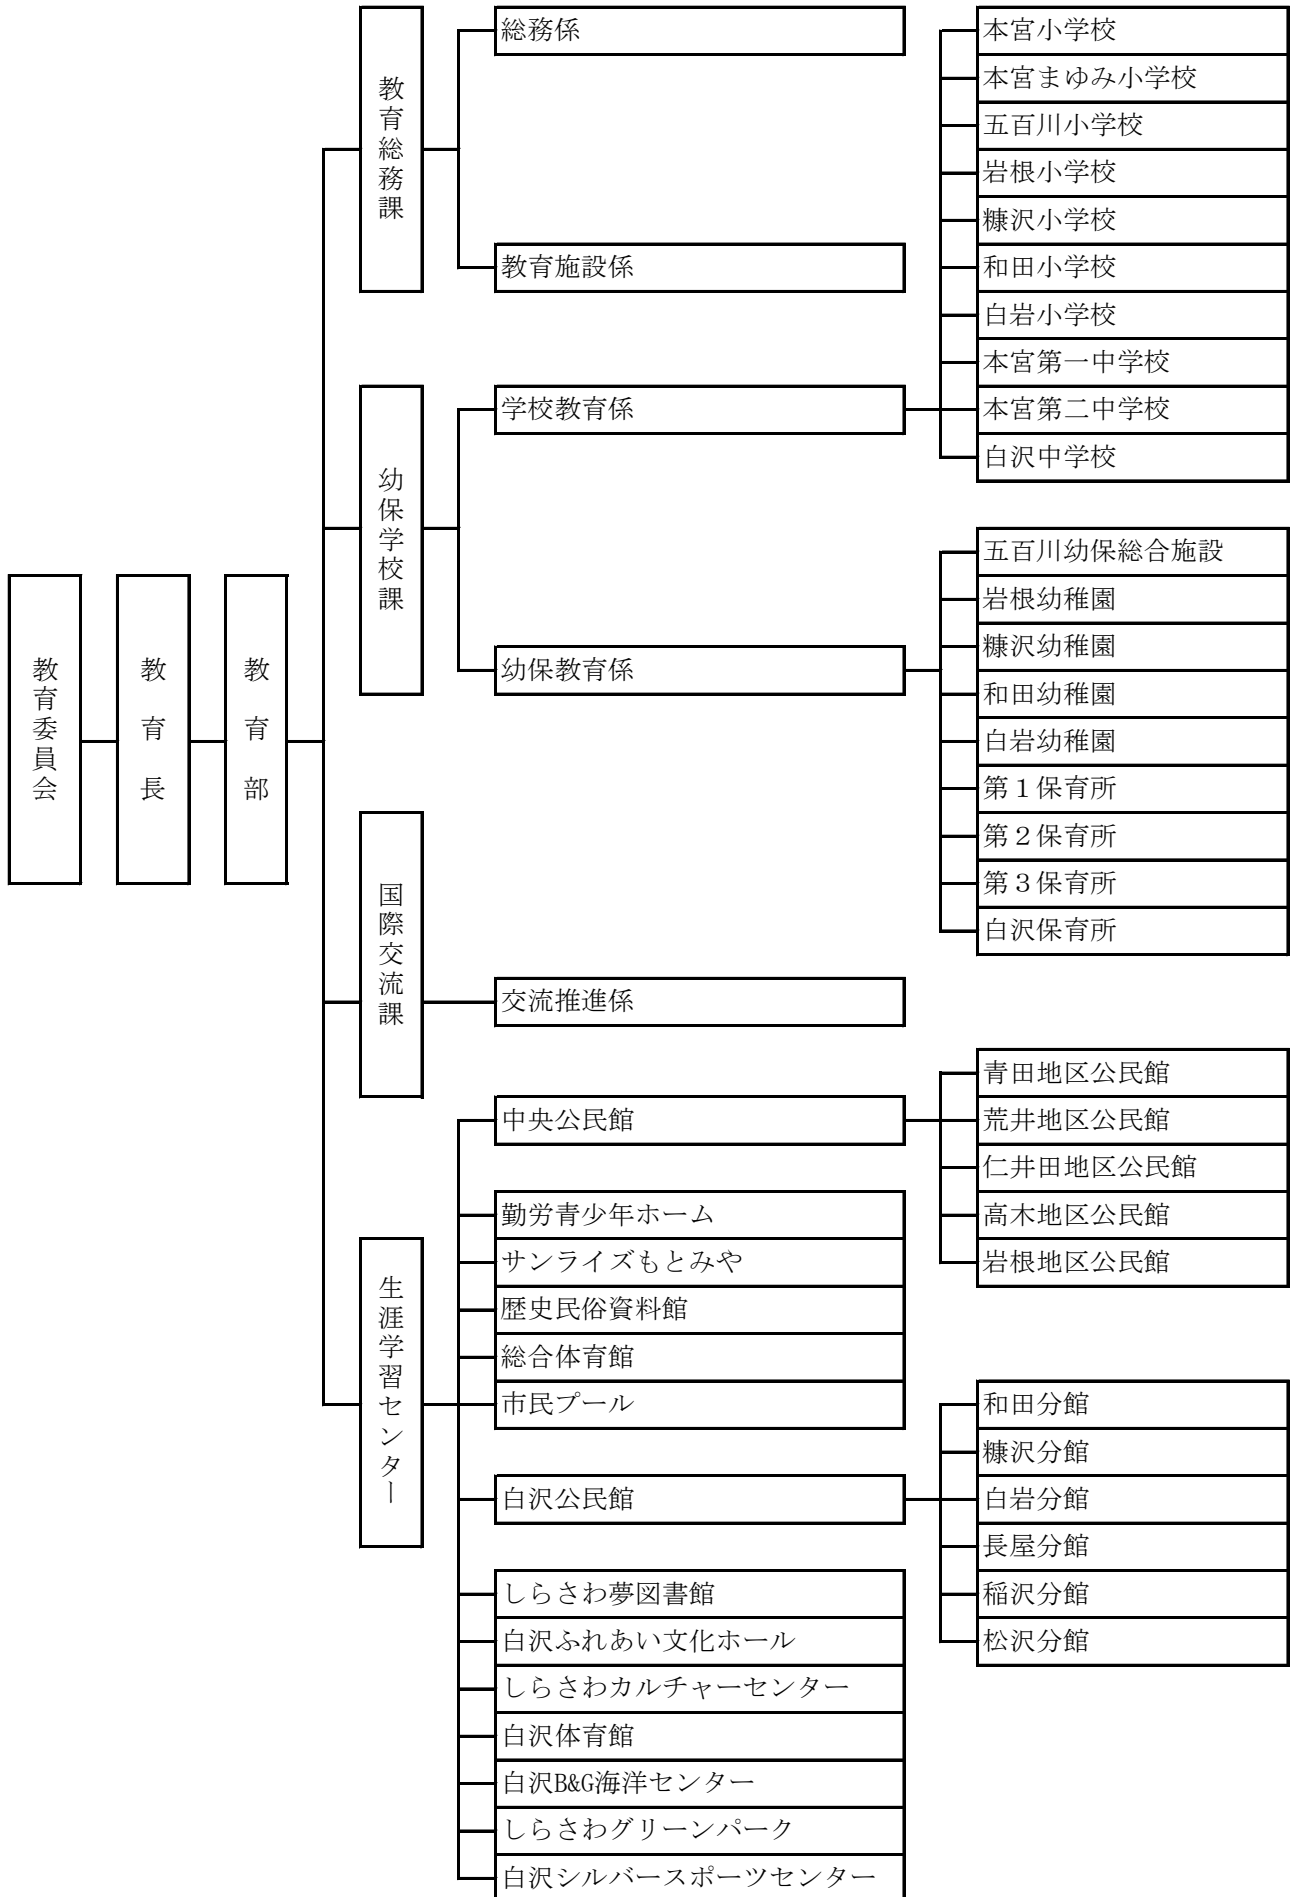 教育委員会
教育長
教育部
教育総務課
総務係
教育施設係
幼保学校課
学校教育係
本宮小学校
本宮まゆみ小学校
五百川小学校
岩根小学校
糠沢小学校
和田小学校
白岩小学校
本宮第一中学校
本宮第二中学校
白沢中学校
幼保教育係
五百川幼保総合施設
岩根幼稚園
糠沢幼稚園
和田幼稚園
白岩幼稚園
第１保育所
第２保育所
第３保育所
白沢保育所
国際交流課
交流推進係
生涯学習センター
中央公民館
青田地区公民館
荒井地区公民館
仁井田地区公民館
高木地区公民館
岩根地区公民館
勤労青少年ホーム
サンライズもとみや
歴史民俗資料館
総合体育館
市民プール
白沢公民館
和田分館
糠沢分館
白岩分館
長屋分館
稲沢分館
松沢分館
しらさわ夢図書館
白沢ふれあい文化ホール
しらさわカルチャーセンター
白沢体育館
白沢B&G海洋センター
しらさわグリーンパーク
白沢シルバースポーツセンター